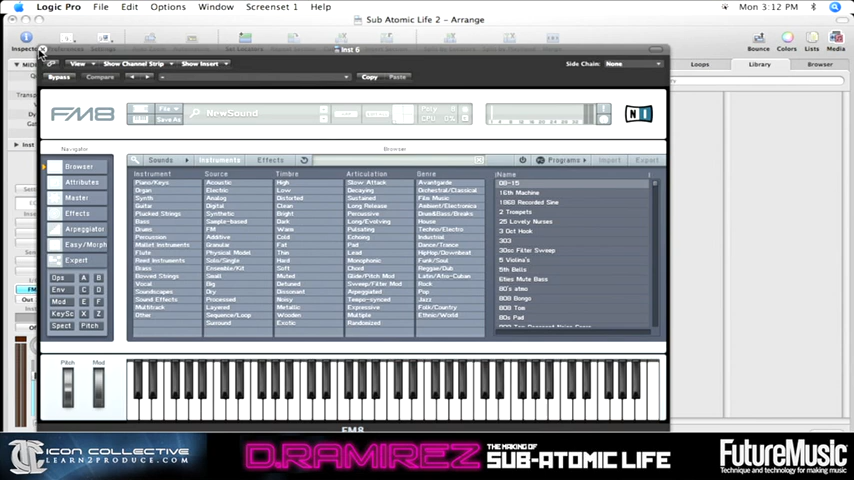 Logic Pro File Edit Options Window Screenset 1 Help Mon 3:12 PM
Sub Atomic Life 2 - Arrange
Inspector Preferences Settings Bounce Colors Lists Media
Inst 6
View Show Channel Strip Show Insert Side Chain: None
Loops Library Browser
Bypass Compare - Copy Paste
FM8 NewSound File Save As Poly 0 CPU 0% NI
Navigator Browser
Browser Sounds Instruments Effects Programs Import Export
Attributes
Master
Effects
Arpeggiator
Easy/Morph
Expert
Ops A B
Env C D
Mod E F
KeySc X Z
Spect Pitch
Instrument
Piano/Keys
Organ
Synth
Guitar
Plucked Strings
Bass
Drums
Percussion
Mallet Instruments
Flute
Reed Instruments
Brass
Bowed Strings
Vocal
Soundscapes
Sound Effects
Multitrack
Other
Source
Acoustic
Electric
Analog
Digital
Synthetic
Sample-based
FM
Additive
Granular
Physical Model
Solo/Single
Ensemble/Kit
Small
Big
Dry
Processed
Layered
Sequence/Loop
Surround
Timbre
High
Low
Distorted
Clean
Bright
Dark
Warm
Cold
Fat
Thin
Hard
Soft
Muted
Detuned
Dissonant
Noisy
Metallic
Wooden
Exotic
Articulation
Slow Attack
Decaying
Sustained
Long Release
Percussive
Long/Evolving
Pulsating
Echoing
Pad
Lead
Monophonic
Chord
Glide/Pitch Mod
Sweep/Filter Mod
Arpeggiated
Tempo-synced
Expressive
Multiple
Randomized
Genre
Avantgarde
Orchestral/Classical
Film Music
Ambient/Electronica
Drum&Bass/Breaks
House
Techno/Electro
Industrial
Dance/Trance
HipHop/Downbeat
Funk/Soul
Reggae/Dub
Latin/Afro-Cuban
Rock
Pop
Jazz
Folk/Country
Ethnic/World
Name
08-15
16th Machine
1868 Recorded Sine
2 Trumpets
25 Lovely Nurses
3 Oct Hook
303
30sc Filter Sweep
5 Violin's
5th Bells
6ties Mute Bass
80's atmo
808 Bongo
808 Tom
80s Pad
Pitch Mod
FM8
ICON COLLECTIVE
LEARN2PRODUCE.COM
D.RAMIREZ THE MAKING OF SUB-ATOMIC LIFE
FutureMusic
Technique and technology for making music